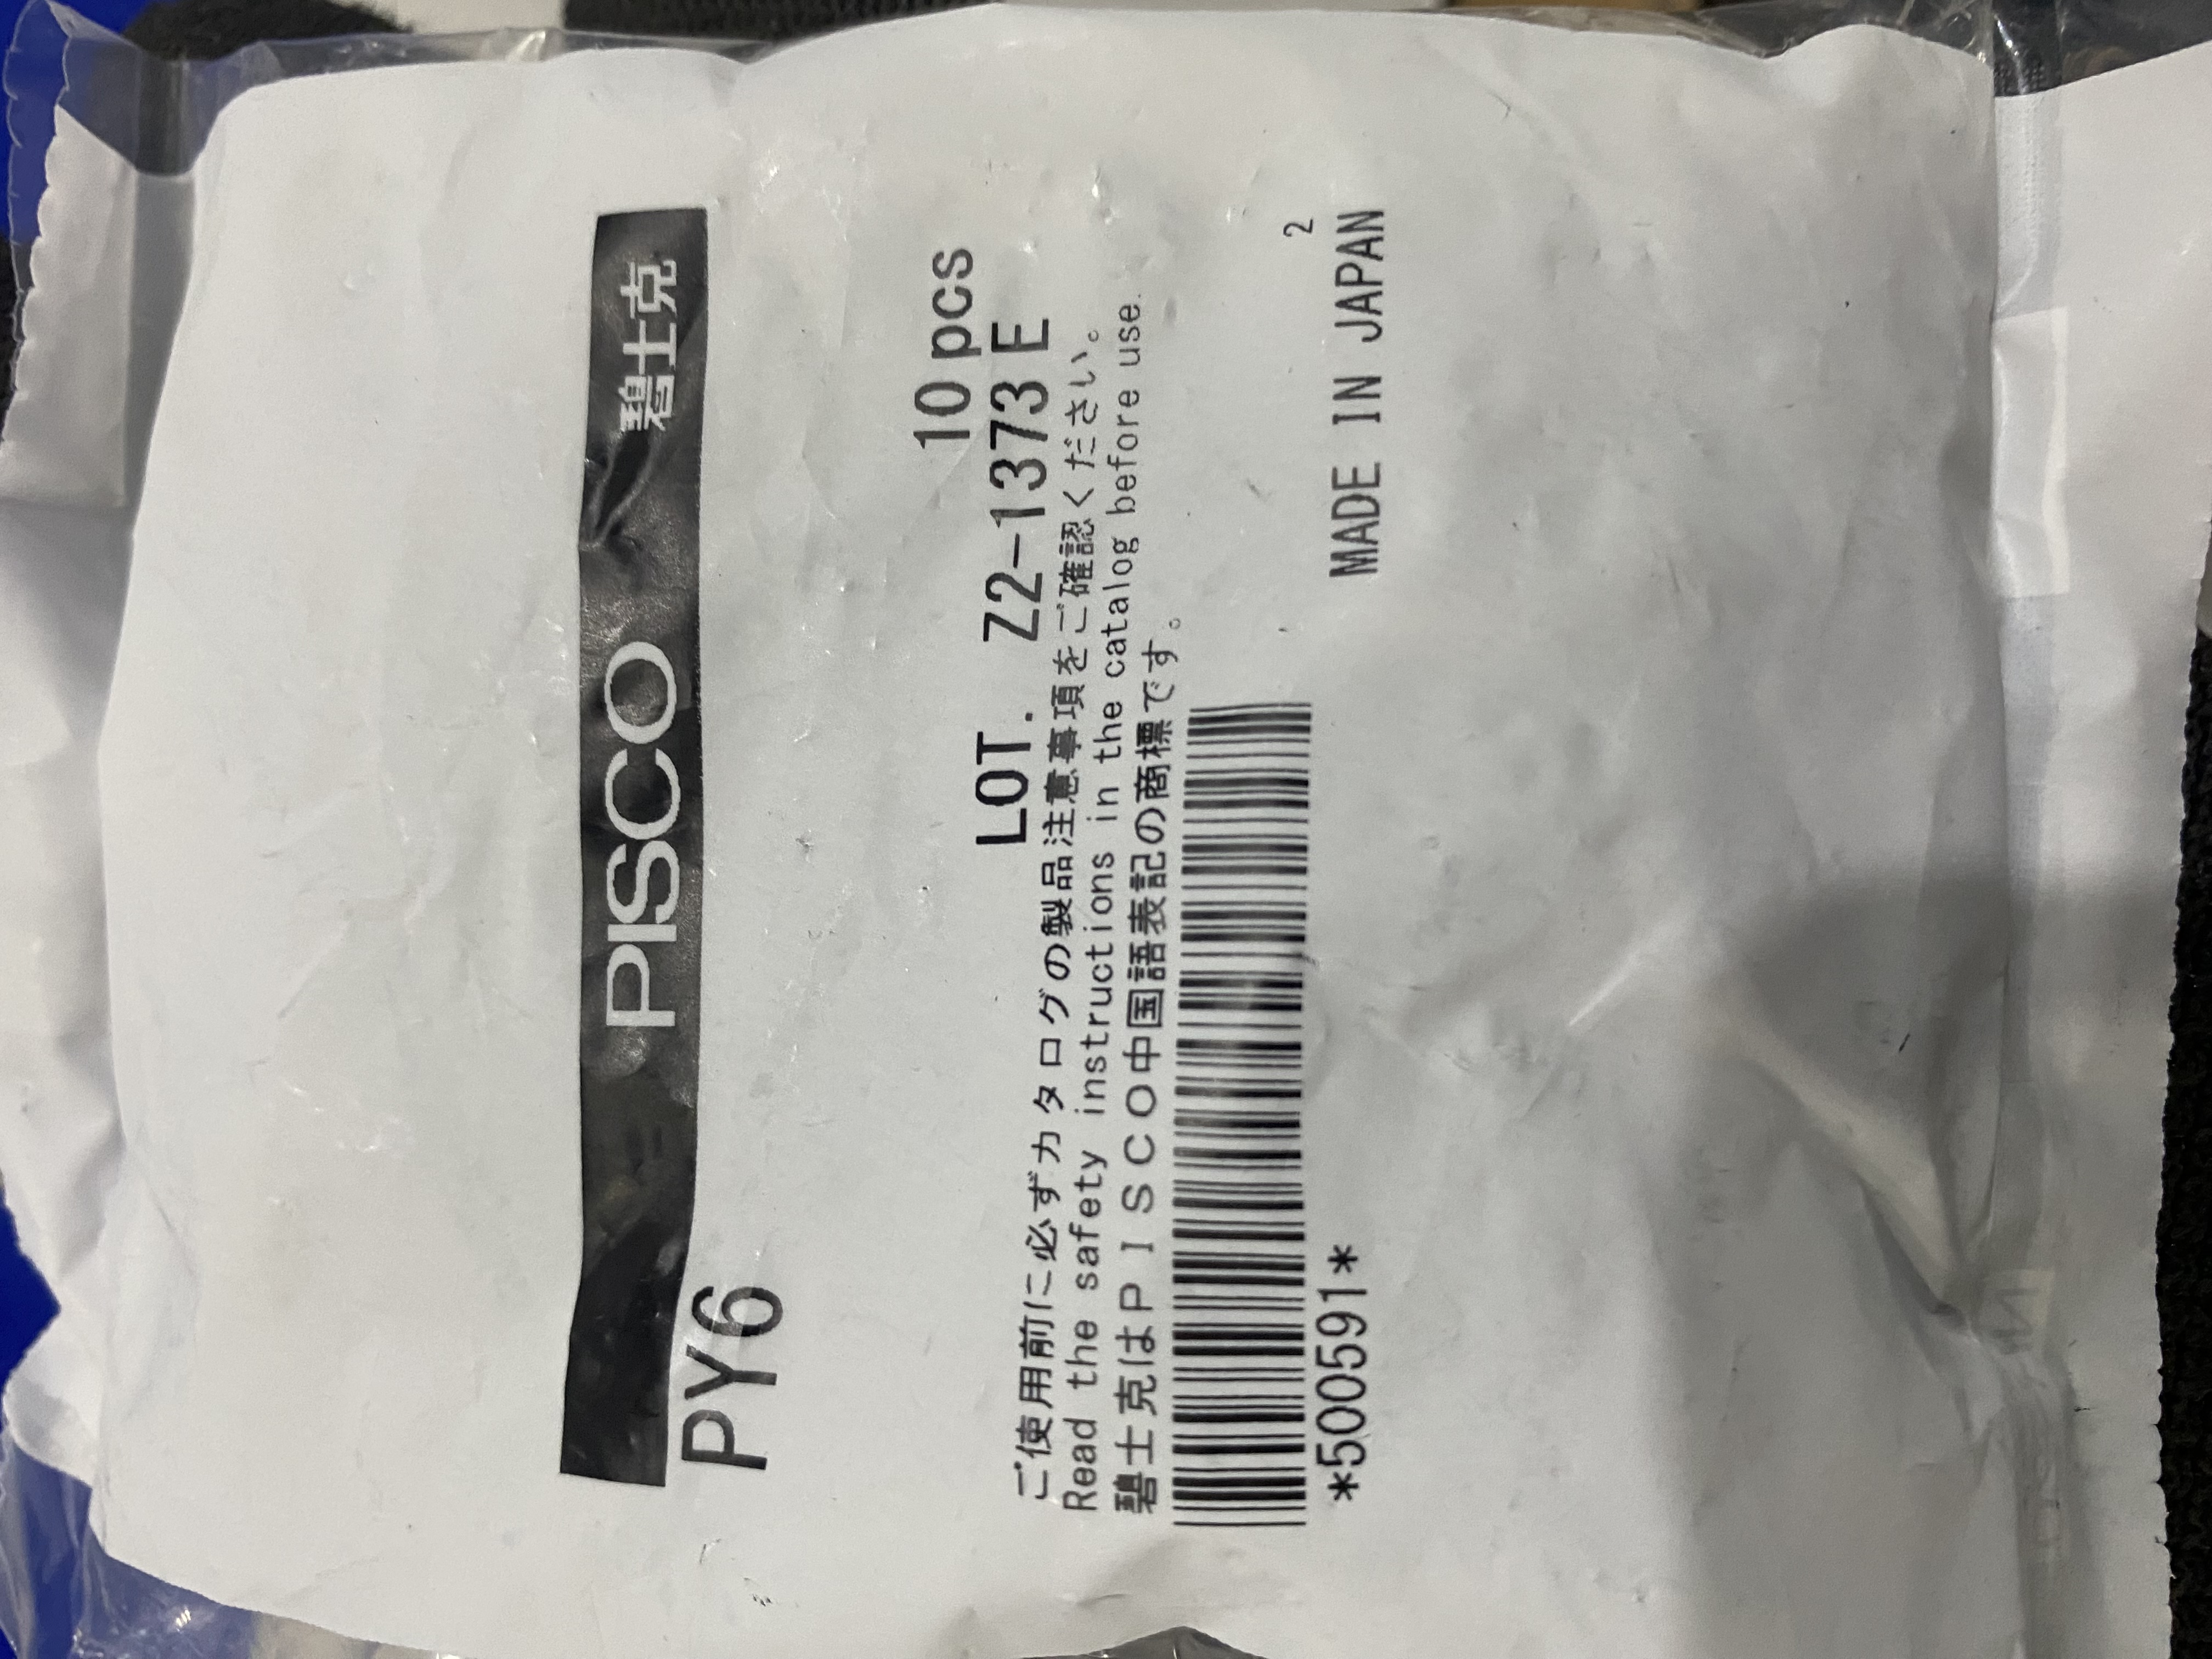 PISCO 碧士克
PY6
10 pcs
LOT. Z2-1373 E
ご使用前に必ずカタログの製品注意事項をご確認ください。
Read the safety instructions in the catalog before use.
碧士克はＰＩＳＣＯ中国語表記の商標です。
2
*500591*
MADE IN JAPAN